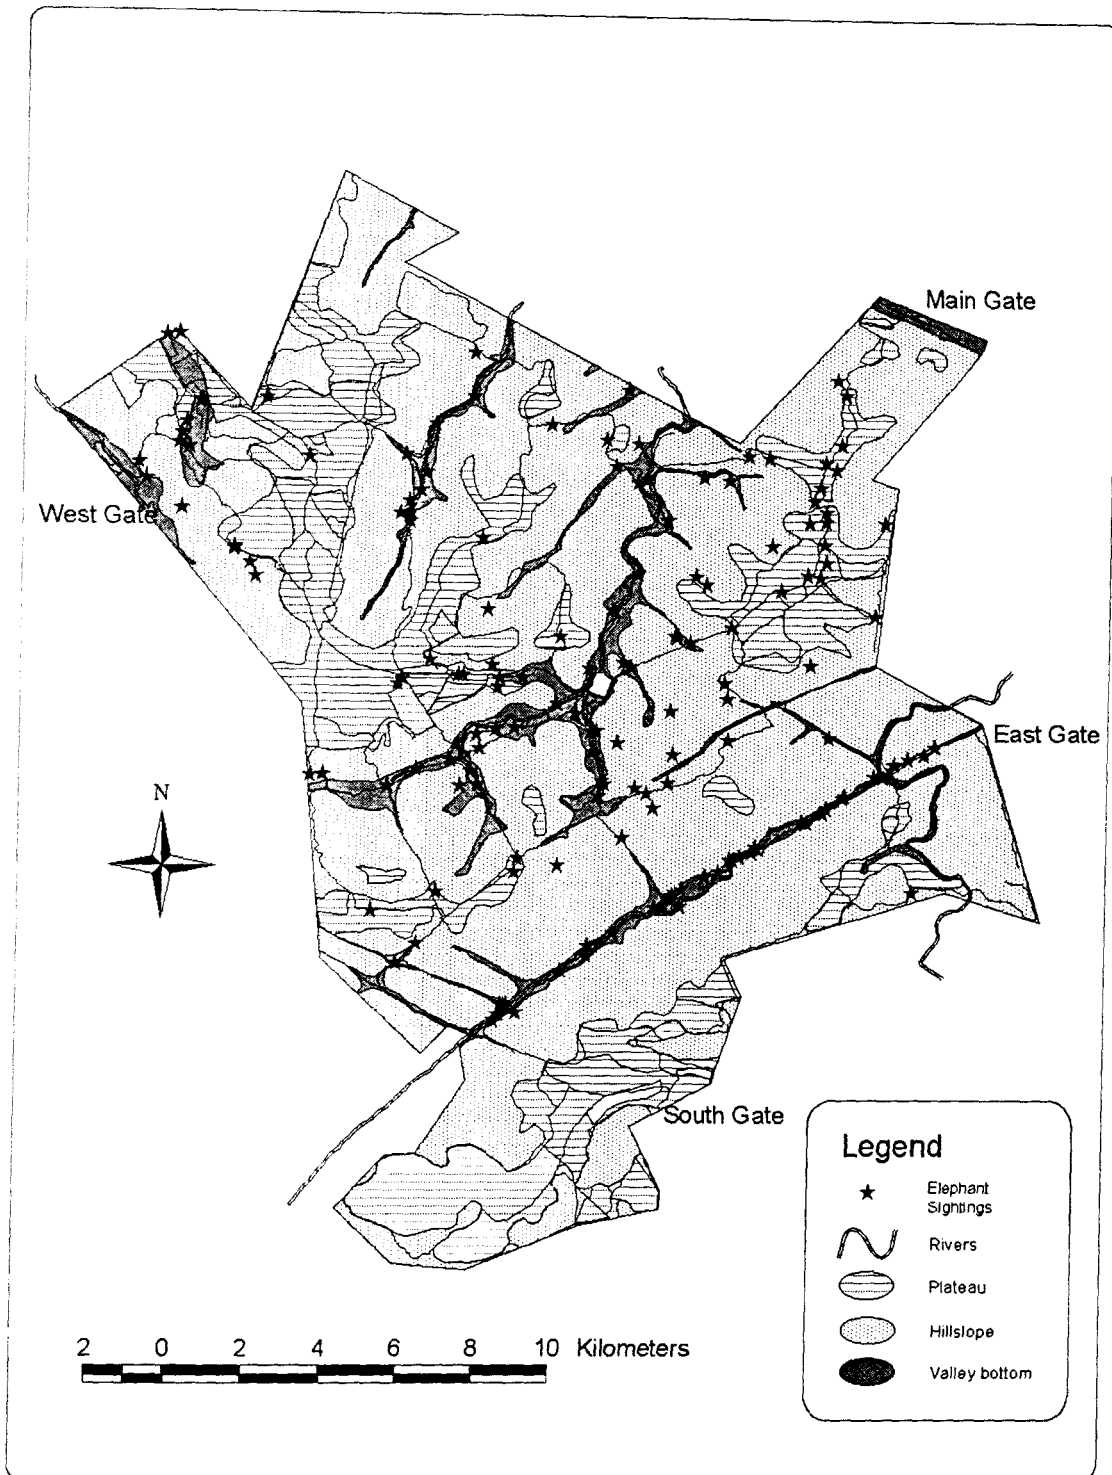 Main Gate
West Gate
East Gate
N
South Gate
Legend
Elephant
Sightings
Rivers
Plateau
Hillslope
Valley bottom
2 0 2 4 6 8 10 Kilometers